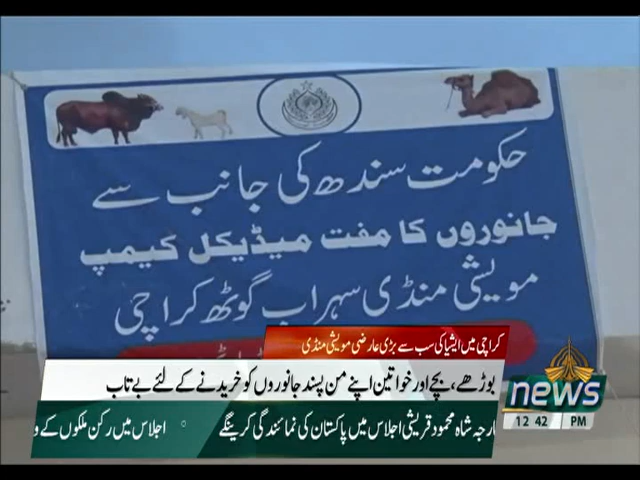 حکومت سندھ کی جانب سے
جانوروں کا مفت میڈیکل کیمپ
مویشی منڈی سہراب گوٹھ کراچی
کراچی میں ایشیا کی سب سے بڑی عارضی مویشی منڈی
بوڑھے، بچے اور خواتین اپنے من پسند جانوروں کو خریدنے کے لئے بے تاب
news
ارجہ شاہ محمود قریشی اجلاس میں پاکستان کی نمائندگی کرینگے ○ اجلاس میں رکن ملکوں کے و
12 42 PM